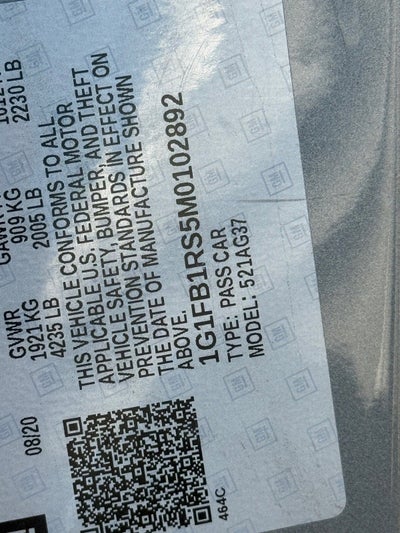 08/20
GVWR
1921 KG
4235 LB
GAWR
909 KG
2005 LB
2230 LB
THIS VEHICLE CONFORMS TO ALL
APPLICABLE U.S. FEDERAL MOTOR
VEHICLE SAFETY, BUMPER, AND THEFT
PREVENTION STANDARDS IN EFFECT ON
THE DATE OF MANUFACTURE SHOWN
ABOVE.
1G1FB1RS5M0102892
TYPE: PASS CAR
MODEL: 521AG37
464C